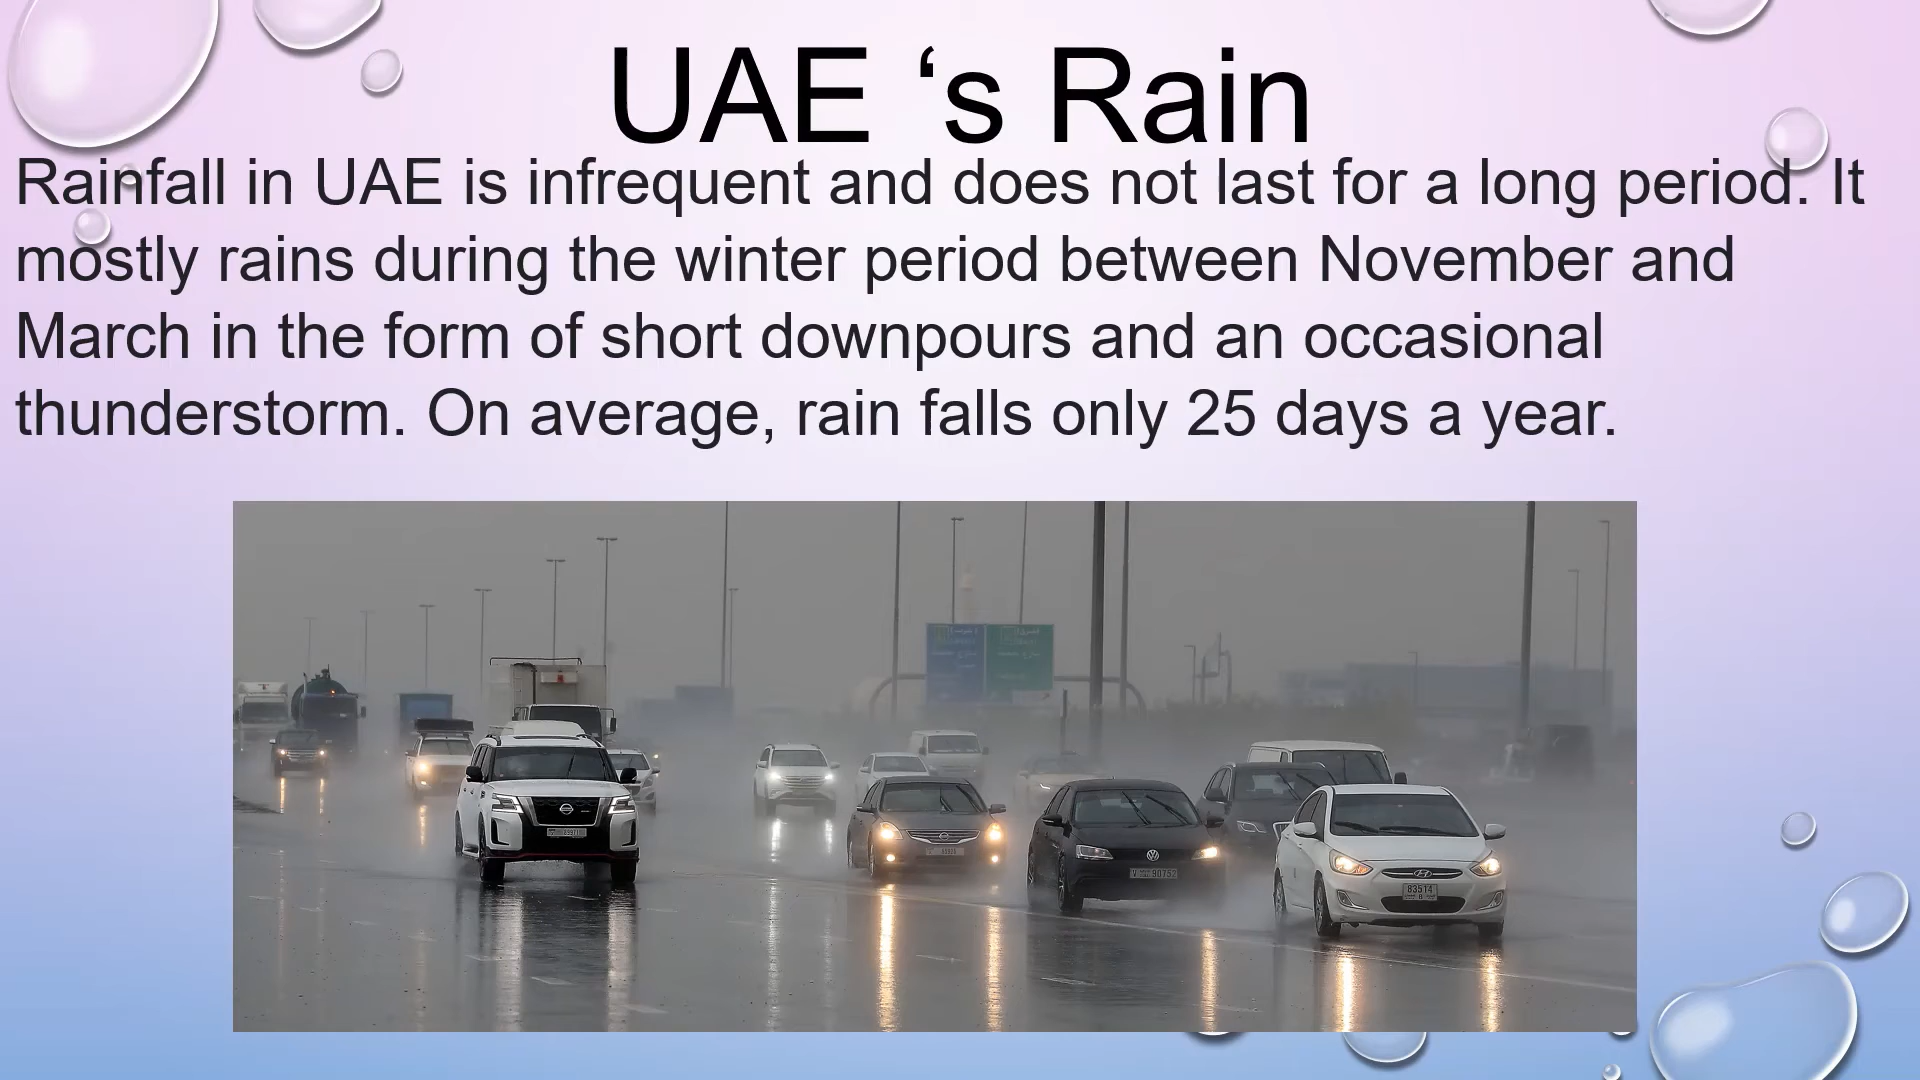 UAE ‘s Rain
Rainfall in UAE is infrequent and does not last for a long period. It
mostly rains during the winter period between November and
March in the form of short downpours and an occasional
thunderstorm. On average, rain falls only 25 days a year.
V 90752
83514
B